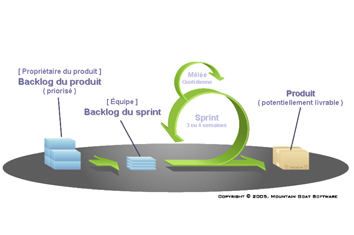 [ Propriétaire du produit ]
Backlog du produit
( priorisé )
[ Équipe ]
Backlog du sprint
Mêlée
Quotidienne
Sprint
3 ou 4 semaines
Produit
( potentiellement livrable )
Copyright © 2005, Mountain Goat Software